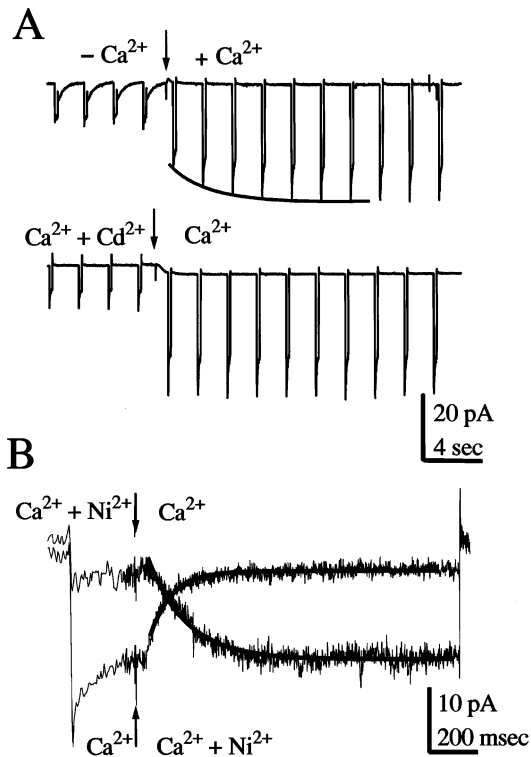 A
− Ca²⁺ + Ca²⁺
Ca²⁺ + Cd²⁺ Ca²⁺
20 pA
4 sec
B
Ca²⁺ + Ni²⁺ Ca²⁺
10 pA
200 msec
Ca²⁺ Ca²⁺ + Ni²⁺